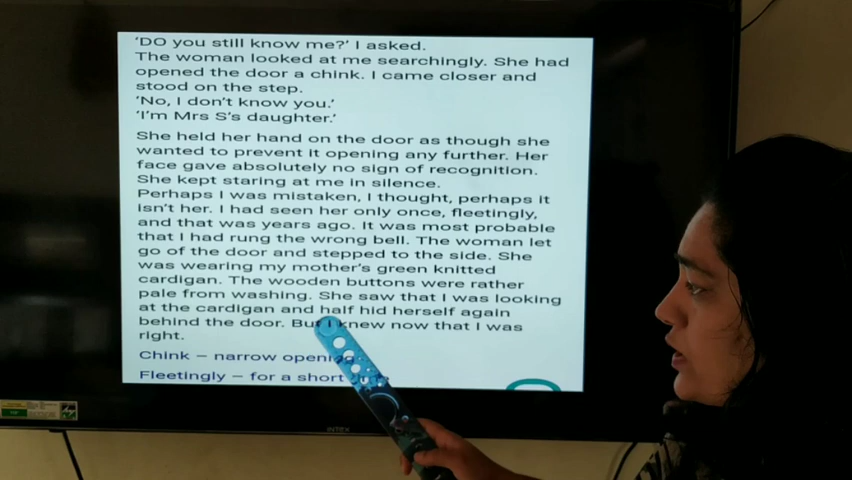 'DO you still know me?' I asked.
The woman looked at me searchingly. She had
opened the door a chink. I came closer and
stood on the step.
'No, I don't know you.'
'I'm Mrs S's daughter.'
She held her hand on the door as though she
wanted to prevent it opening any further. Her
face gave absolutely no sign of recognition.
She kept staring at me in silence.
Perhaps I was mistaken, I thought, perhaps it
isn't her. I had seen her only once, fleetingly,
and that was years ago. It was most probable
that I had rung the wrong bell. The woman let
go of the door and stepped to the side. She
was wearing my mother's green knitted
cardigan. The wooden buttons were rather
pale from washing. She saw that I was looking
at the cardigan and half hid herself again
behind the door. But I knew now that I was
right.
Chink – narrow opening
Fleetingly – for a short
INTEX